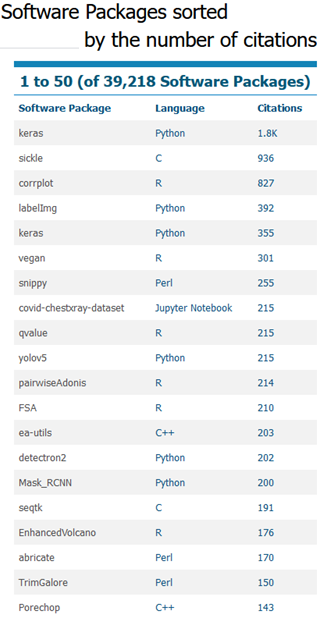 Software Packages sorted
by the number of citations
1 to 50 (of 39,218 Software Packages)
Software Package Language Citations
keras Python 1.8K
sickle C 936
corrplot R 827
labelImg Python 392
keras Python 355
vegan R 301
snippy Perl 255
covid-chestxray-dataset Jupyter Notebook 215
qvalue R 215
yolov5 Python 215
pairwiseAdonis R 214
FSA R 210
ea-utils C++ 203
detectron2 Python 202
Mask_RCNN Python 200
seqtk C 191
EnhancedVolcano R 176
abricate Perl 170
TrimGalore Perl 150
Porechop C++ 143